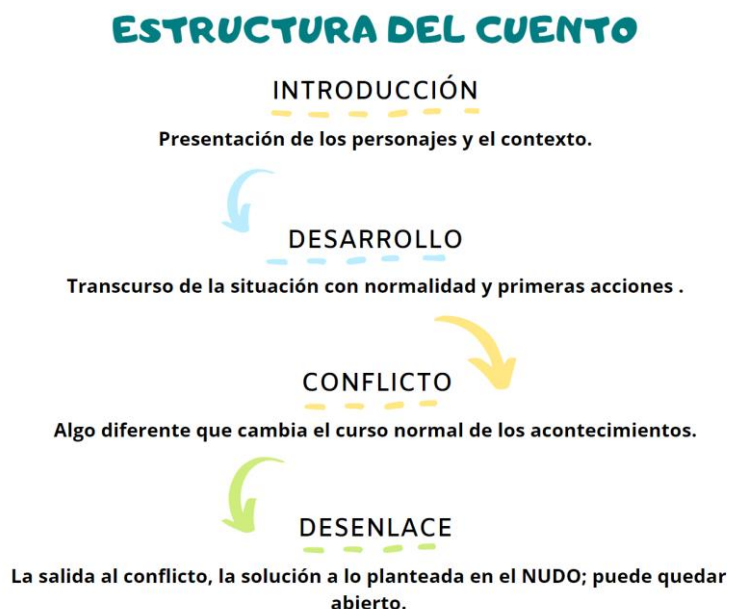 ESTRUCTURA DEL CUENTO
INTRODUCCIÓN
Presentación de los personajes y el contexto.
DESARROLLO
Transcurso de la situación con normalidad y primeras acciones .
CONFLICTO
Algo diferente que cambia el curso normal de los acontecimientos.
DESENLACE
La salida al conflicto, la solución a lo planteada en el NUDO; puede quedar
abierto.